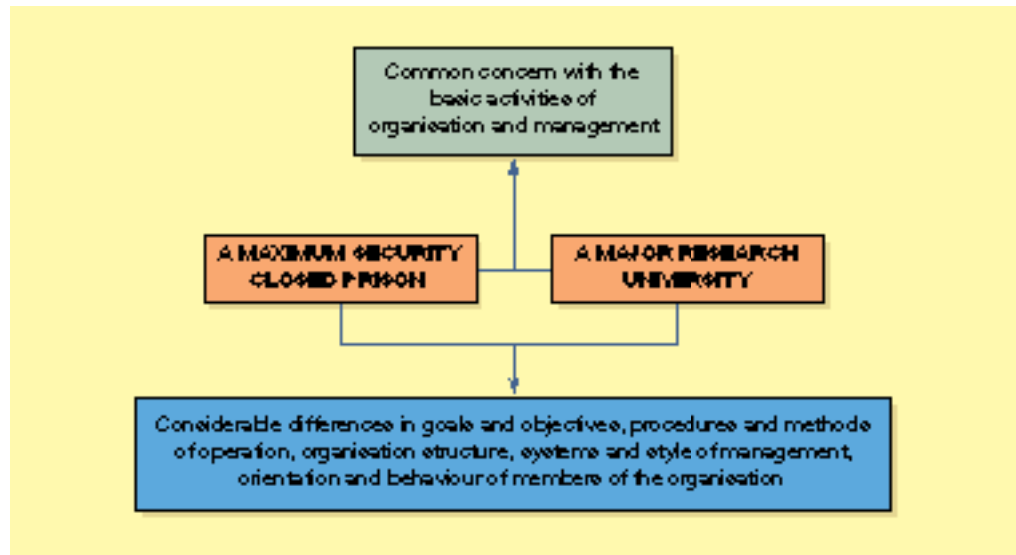 Common concern with the
basic activities of
organisation and management
A MAXIMUM SECURITY
CLOSED PRISON
A MAJOR RESEARCH
UNIVERSITY
Considerable differences in goals and objectives, procedures and methods
of operation, organisation structure, systems and style of management,
orientation and behaviour of members of the organisation